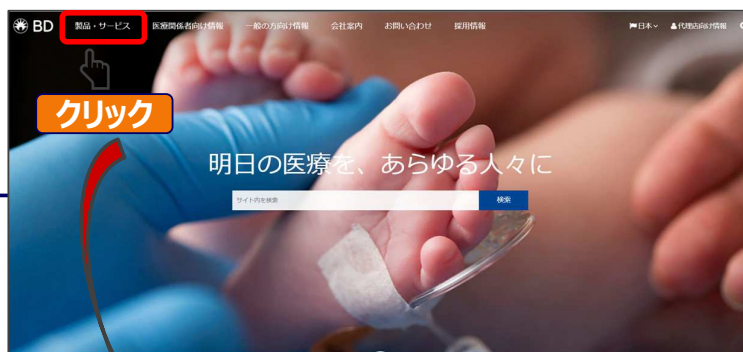 BD 製品・サービス 医療関係者向け情報 一般の方向け情報 会社案内 お問い合わせ 採用情報 日本 代理店向け情報
クリック
明日の医療を、あらゆる人々に
サイト内を検索 検索